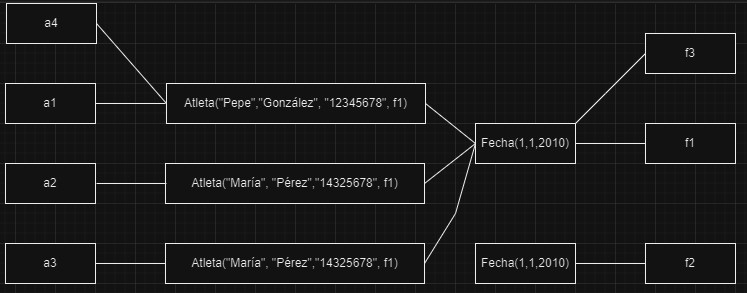 a4
f3
a1
Atleta("Pepe","González", "12345678", f1)
Fecha(1,1,2010)
f1
a2
Atleta("María", "Pérez","14325678", f1)
a3
Atleta("María", "Pérez","14325678", f1)
Fecha(1,1,2010)
f2